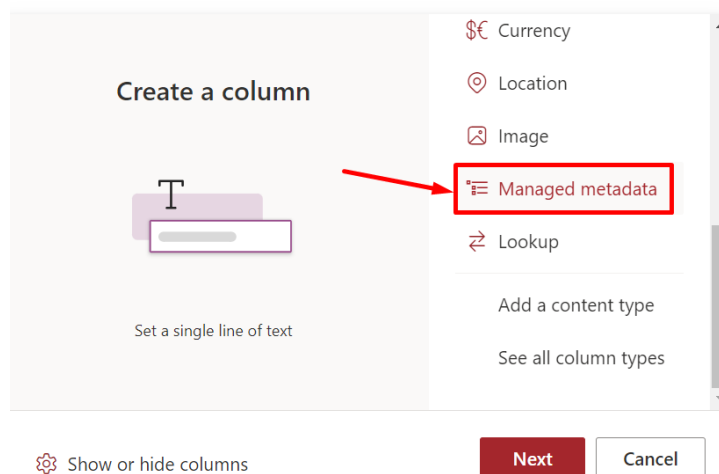 Create a column
T
Set a single line of text
$€ Currency
Location
Image
Managed metadata
Lookup
Add a content type
See all column types
Show or hide columns
Next
Cancel